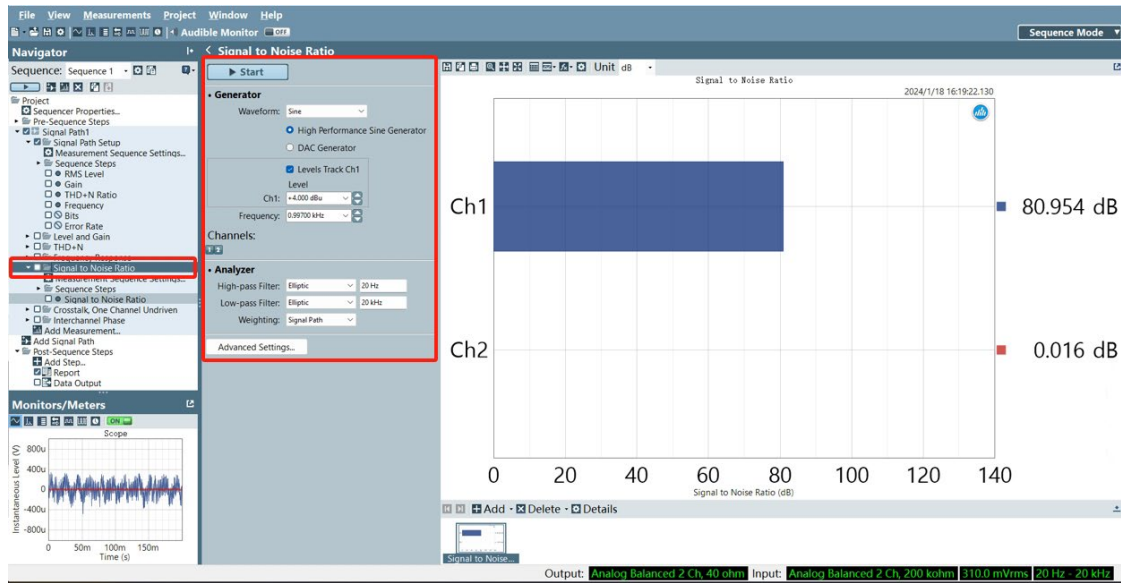 File View Measurements Project Window Help
Audible Monitor OFF
Sequence Mode
Navigator
Sequence: Sequence 1
Project
Sequencer Properties...
Pre-Sequence Steps
Signal Path1
Signal Path Setup
Measurement Sequence Settings...
Sequence Steps
RMS Level
Gain
THD+N Ratio
Frequency
Bits
Error Rate
Level and Gain
THD+N
Frequency Response
Signal to Noise Ratio
Measurement Sequence Settings...
Sequence Steps
Signal to Noise Ratio
Crosstalk, One Channel Undriven
Interchannel Phase
Add Measurement...
Add Signal Path
Post-Sequence Steps
Add Step...
Report
Data Output
Monitors/Meters
ON
Scope
Instantaneous Level (V)
800u
400u
0
-400u
-800u
0 50m 100m 150m
Time (s)
Signal to Noise Ratio
Start
Generator
Waveform: Sine
High Performance Sine Generator
DAC Generator
Levels Track Ch1
Level
Ch1: +4.000 dBu
Frequency: 0.99700 kHz
Channels:
1 2
Analyzer
High-pass Filter: Elliptic 20 Hz
Low-pass Filter: Elliptic 20 kHz
Weighting: Signal Path
Advanced Settings...
Unit dB
Signal to Noise Ratio
2024/1/18 16:19:22.130
Ch1 80.954 dB
Ch2 0.016 dB
0 20 40 60 80 100 120 140
Signal to Noise Ratio (dB)
Add Delete Details
Signal to Noise...
Output: Analog Balanced 2 Ch, 40 ohm Input: Analog Balanced 2 Ch, 200 kohm 310.0 mVrms 20 Hz - 20 kHz